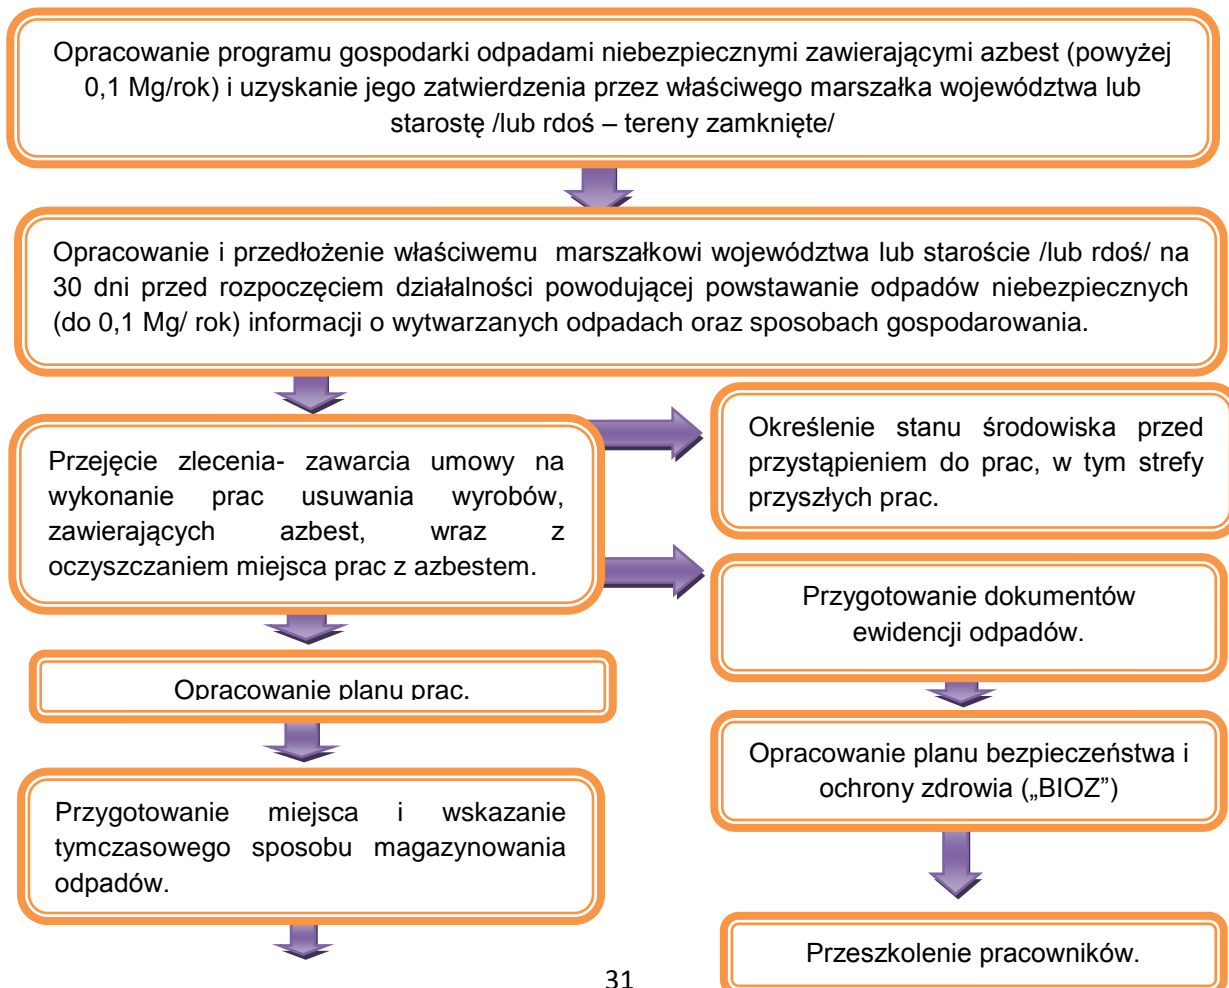 Opracowanie programu gospodarki odpadami niebezpiecznymi zawierającymi azbest (powyżej
0,1 Mg/rok) i uzyskanie jego zatwierdzenia przez właściwego marszałka województwa lub
starostę /lub rdoś – tereny zamknięte/
Opracowanie i przedłożenie właściwemu marszałkowi województwa lub staroście /lub rdoś/ na
30 dni przed rozpoczęciem działalności powodującej powstawanie odpadów niebezpiecznych
(do 0,1 Mg/ rok) informacji o wytwarzanych odpadach oraz sposobach gospodarowania.
Przejęcie zlecenia- zawarcia umowy na
wykonanie prac usuwania wyrobów,
zawierających azbest, wraz z
oczyszczaniem miejsca prac z azbestem.
Określenie stanu środowiska przed
przystąpieniem do prac, w tym strefy
przyszłych prac.
Przygotowanie dokumentów
ewidencji odpadów.
Opracowanie planu prac.
Opracowanie planu bezpieczeństwa i
ochrony zdrowia („BIOZ”)
Przygotowanie miejsca i wskazanie
tymczasowego sposobu magazynowania
odpadów.
Przeszkolenie pracowników.
31